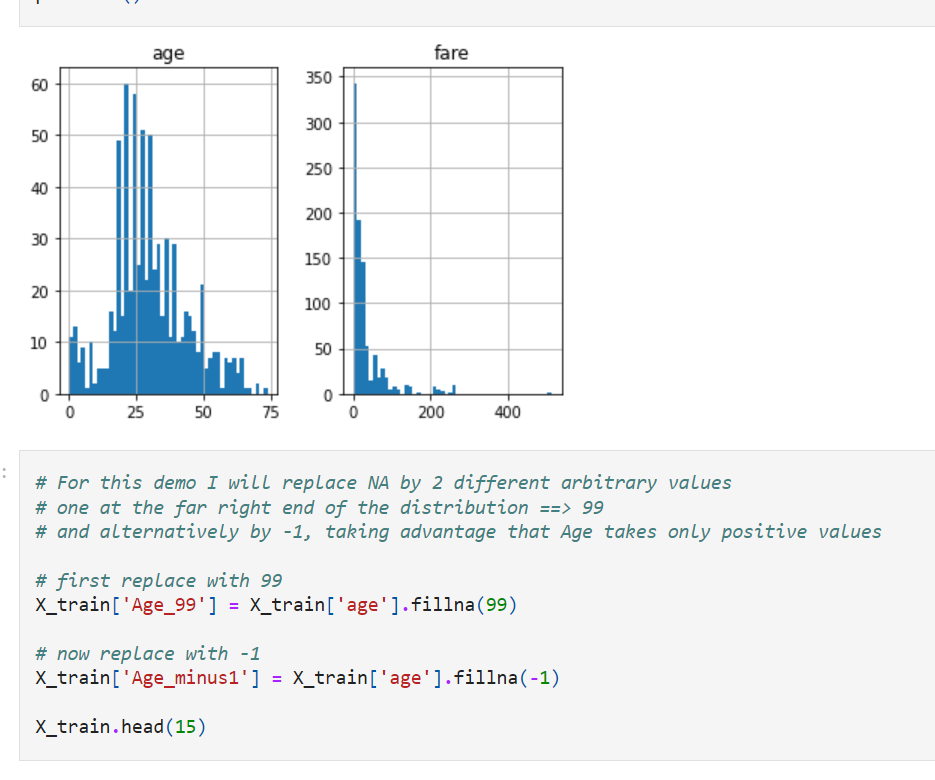 age
fare
60
50
40
30
20
10
0
0
25
50
75
350
300
250
200
150
100
50
0
0
200
400
:
# For this demo I will replace NA by 2 different arbitrary values
# one at the far right end of the distribution ==> 99
# and alternatively by -1, taking advantage that Age takes only positive values
# first replace with 99
X_train['Age_99'] = X_train['age'].fillna(99)
# now replace with -1
X_train['Age_minus1'] = X_train['age'].fillna(-1)
X_train.head(15)